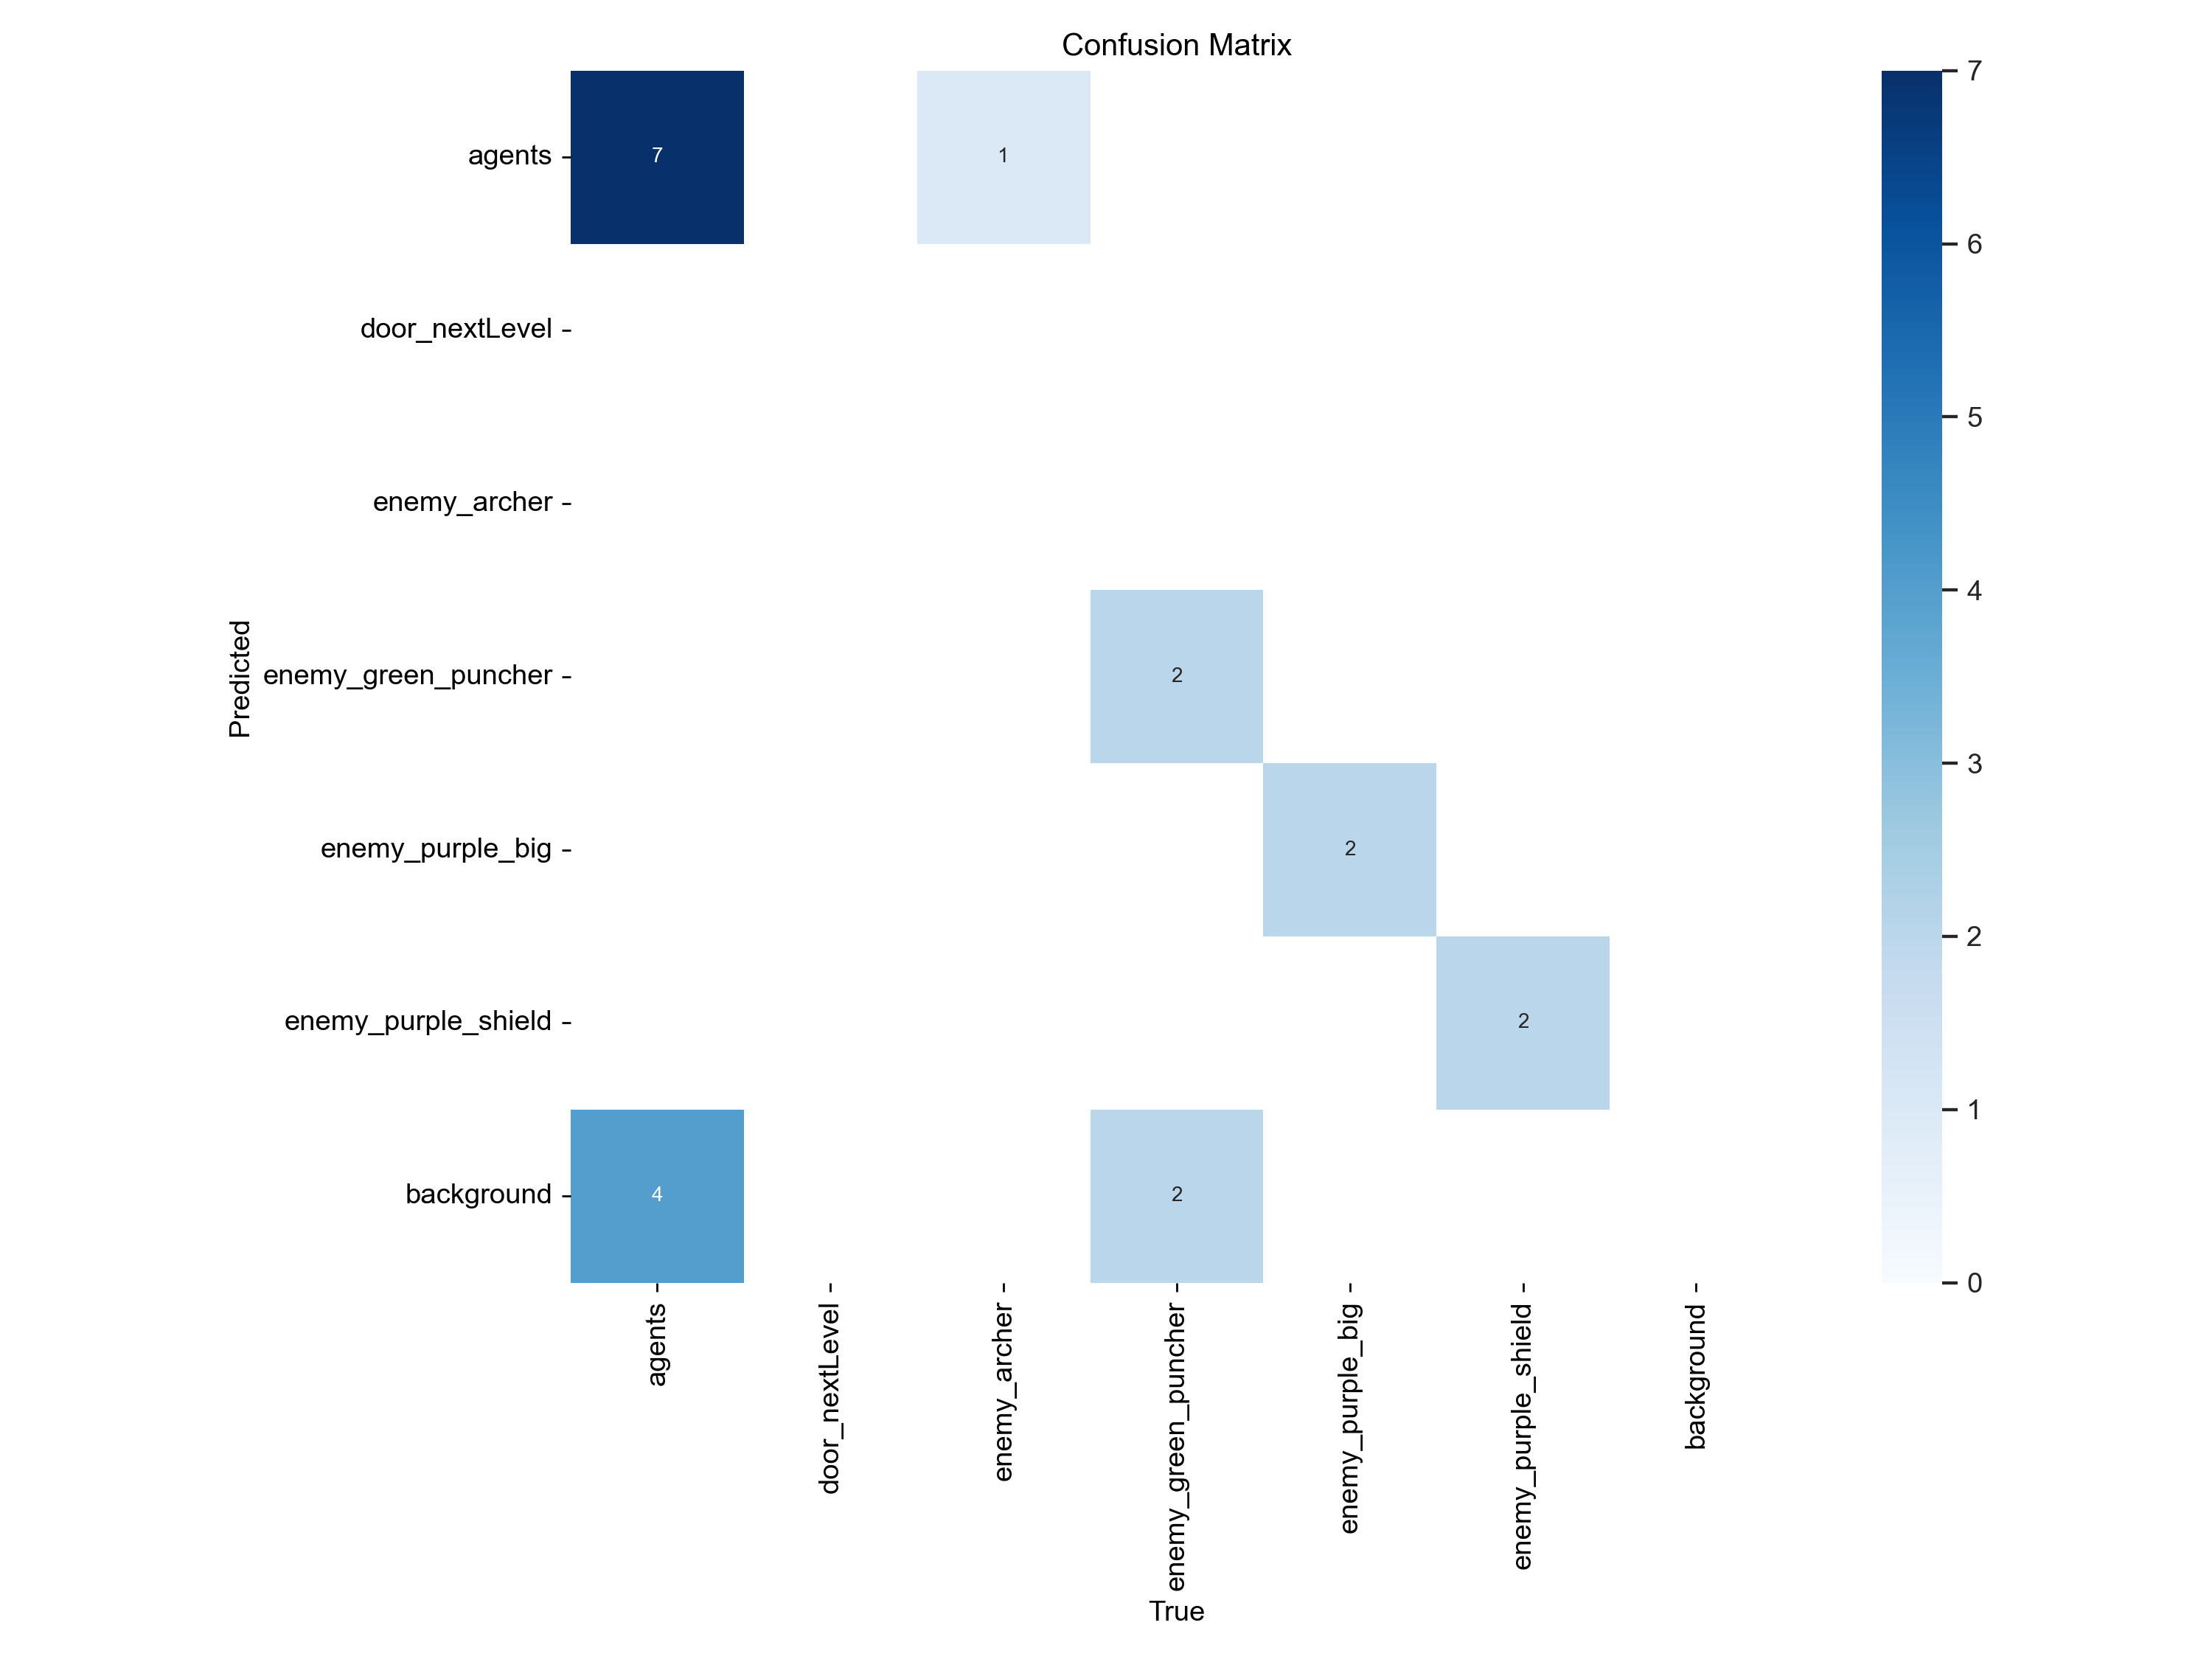 Confusion Matrix
agents
door_nextLevel
enemy_archer
enemy_green_puncher
enemy_purple_big
enemy_purple_shield
background
Predicted
7
1
2
2
2
4
2
agents
door_nextLevel
enemy_archer
enemy_green_puncher
enemy_purple_big
enemy_purple_shield
background
True
7
6
5
4
3
2
1
0